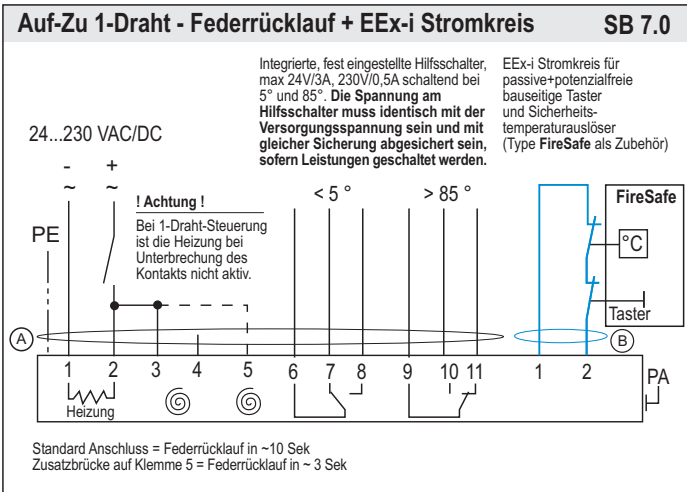 Auf-Zu 1-Draht - Federrücklauf + EEx-i Stromkreis SB 7.0
Integrierte, fest eingestellte Hilfsschalter,
max 24V/3A, 230V/0,5A schaltend bei
5° und 85°. Die Spannung am
Hilfsschalter muss identisch mit der
Versorgungsspannung sein und mit
gleicher Sicherung abgesichert sein,
sofern Leistungen geschaltet werden.
EEx-i Stromkreis für
passive+potenzialfreie
bauseitige Taster
und Sicherheits-
temperaturauslöser
(Type FireSafe als Zubehör)
24...230 VAC/DC
- +
~ ~
! Achtung !
Bei 1-Draht-Steuerung
ist die Heizung bei
Unterbrechung des
Kontakts nicht aktiv.
< 5 ° > 85 °
FireSafe
°C
Taster
PE
A
B
1 2 3 4 5 6 7 8 9 10 11 1 2
PA
Heizung
Standard Anschluss = Federrücklauf in ~10 Sek
Zusatzbrücke auf Klemme 5 = Federrücklauf in ~ 3 Sek